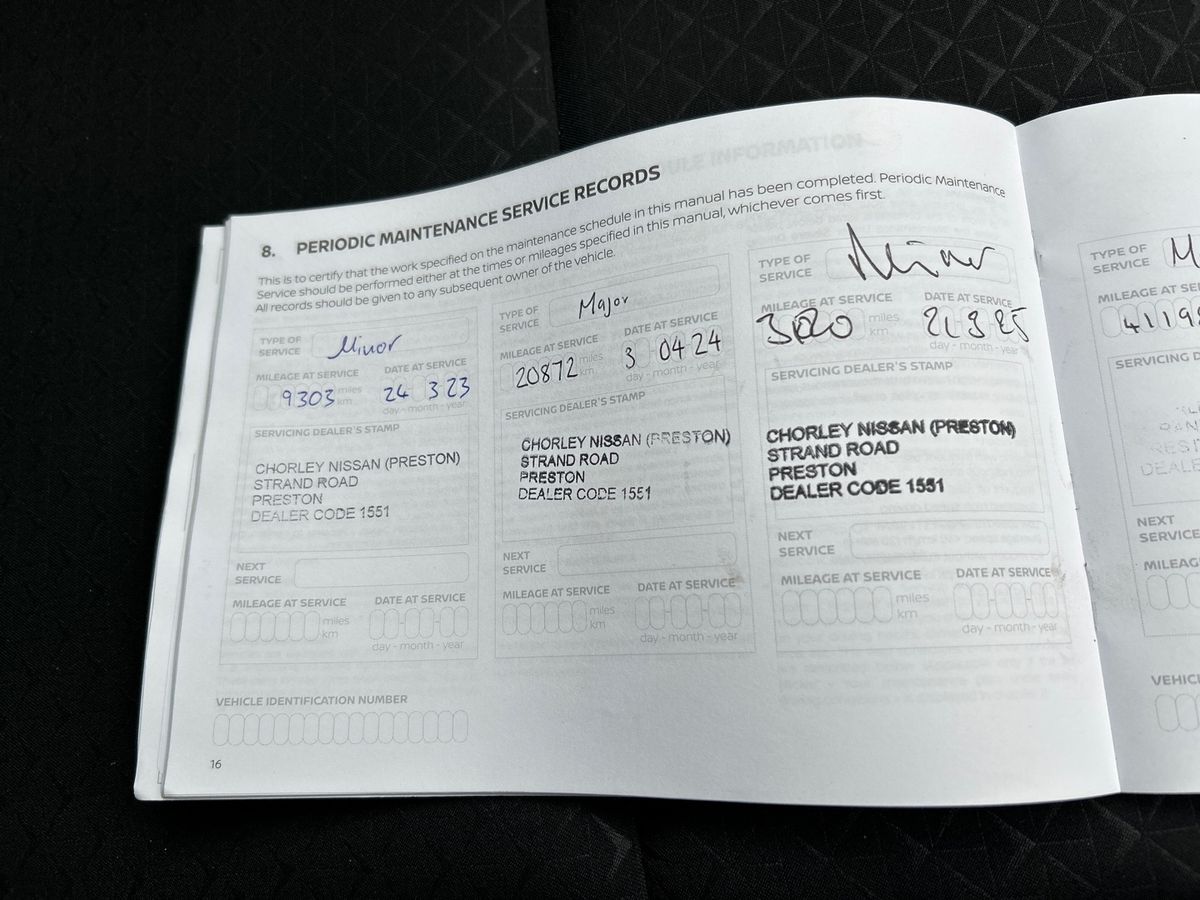 8. PERIODIC MAINTENANCE SERVICE RECORDS
This is to certify that the work specified on the maintenance schedule in this manual has been completed. Periodic Maintenance
Service should be performed either at the times or mileages specified in this manual, whichever comes first.
All records should be given to any subsequent owner of the vehicle.
TYPE OF
SERVICE
Minor
MILEAGE AT SERVICE
DATE AT SERVICE
9303
miles
km
24 3 23
day - month - year
SERVICING DEALER'S STAMP
CHORLEY NISSAN (PRESTON)
STRAND ROAD
PRESTON
DEALER CODE 1551
NEXT
SERVICE
MILEAGE AT SERVICE
DATE AT SERVICE
miles
km
day - month - year
TYPE OF
SERVICE
Major
MILEAGE AT SERVICE
DATE AT SERVICE
20872
miles
km
3 04 24
day - month - year
SERVICING DEALER'S STAMP
CHORLEY NISSAN (PRESTON)
STRAND ROAD
PRESTON
DEALER CODE 1551
NEXT
SERVICE
MILEAGE AT SERVICE
DATE AT SERVICE
miles
km
day - month - year
TYPE OF
SERVICE
Minor
MILEAGE AT SERVICE
DATE AT SERVICE
miles
km
21 3 25
day - month - year
SERVICING DEALER'S STAMP
CHORLEY NISSAN (PRESTON)
STRAND ROAD
PRESTON
DEALER CODE 1551
NEXT
SERVICE
MILEAGE AT SERVICE
DATE AT SERVICE
miles
km
day - month - year
VEHICLE IDENTIFICATION NUMBER
16
TYPE OF
SERVICE
M
MILEAGE AT SE
4119
SERVICING D
NEXT
SERVICE
MILEAG
VEHIC